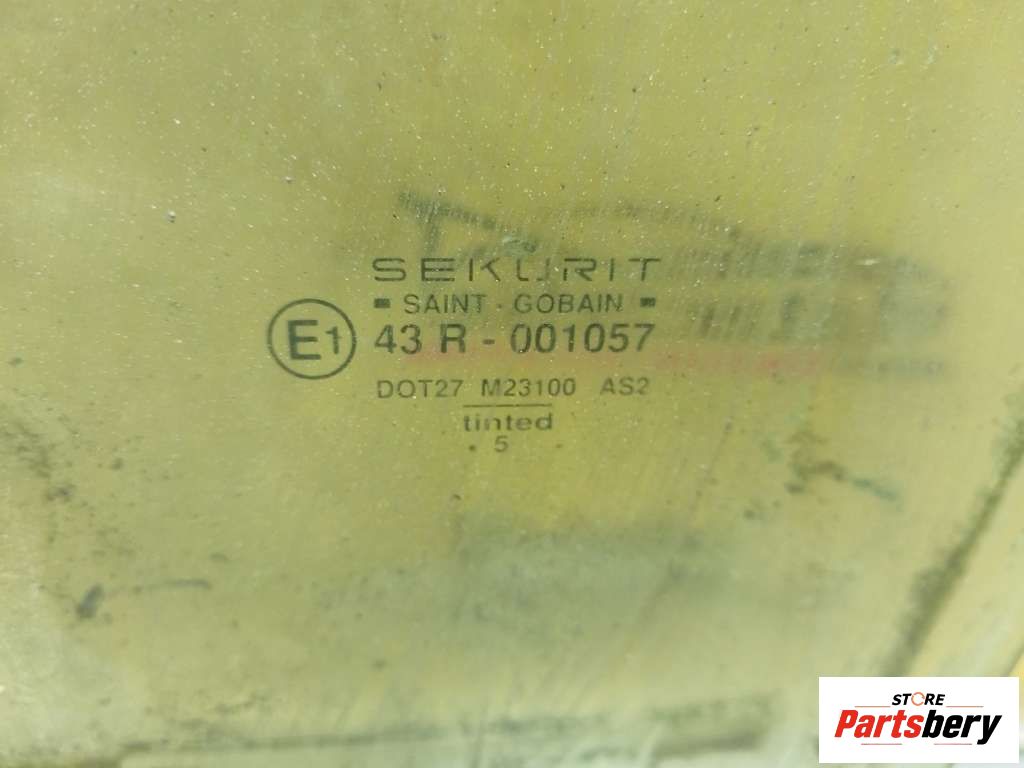 SEKURIT
SAINT - GOBAIN
E1
43 R - 001057
DOT27 M23100 AS2
tinted
. 5 .
STORE
Partsbery